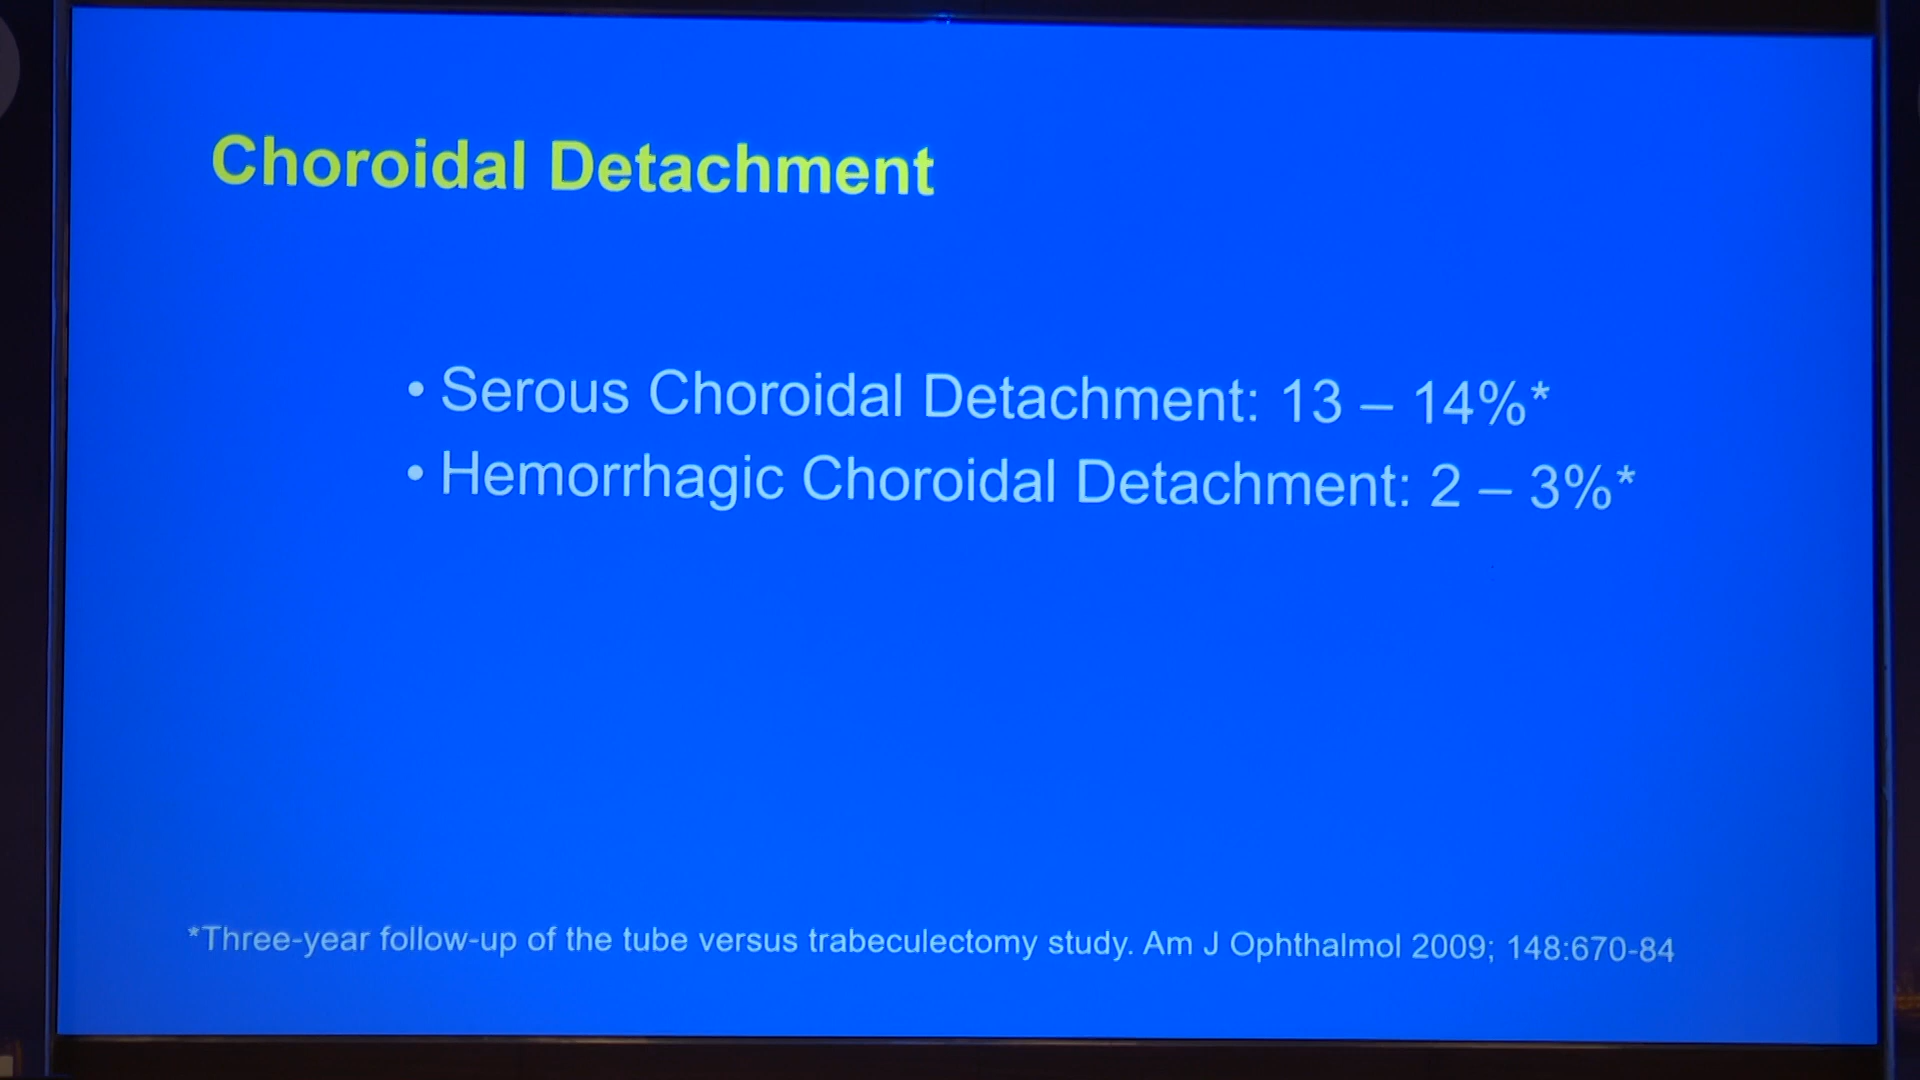 Choroidal Detachment
• Serous Choroidal Detachment: 13 – 14%*
• Hemorrhagic Choroidal Detachment: 2 – 3%*
*Three-year follow-up of the tube versus trabeculectomy study. Am J Ophthalmol 2009; 148:670-84